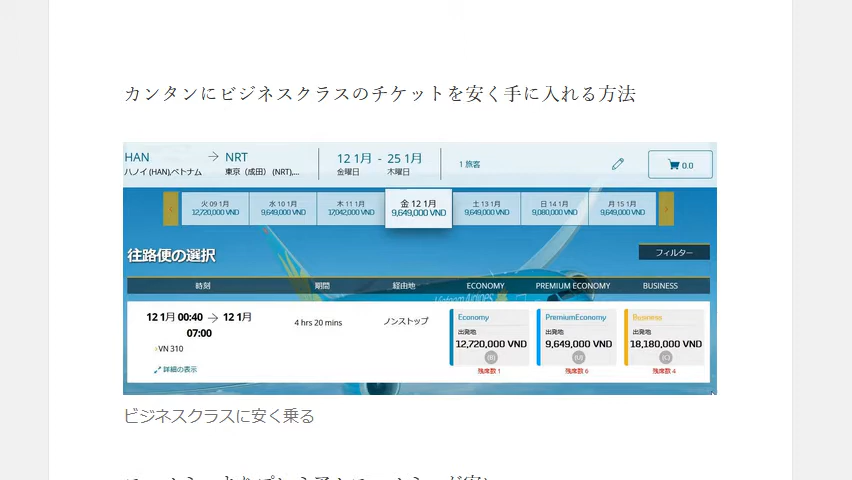 カンタンにビジネスクラスのチケットを安く手に入れる方法
HAN → NRT
ハノイ (HAN),ベトナム 東京（成田） (NRT),...
12 1月 - 25 1月
金曜日 木曜日
1 旅客
0.0
火 09 1月 水 10 1月 木 11 1月 金 12 1月 土 13 1月 日 14 1月 月 15 1月
12,720,000 VND 9,649,000 VND 17,042,000 VND 9,649,000 VND 9,649,000 VND 9,080,000 VND 9,649,000 VND
往路便の選択
フィルター
時刻 期間 経由地 ECONOMY PREMIUM ECONOMY BUSINESS
12 1月 00:40 → 12 1月
07:00
VN 310
詳細の表示
4 hrs 20 mins
ノンストップ
Economy PremiumEconomy Business
出発地 出発地 出発地
12,720,000 VND 9,649,000 VND 18,180,000 VND
(B) (U) (C)
残席数 1 残席数 6 残席数 4
ビジネスクラスに安く乗る